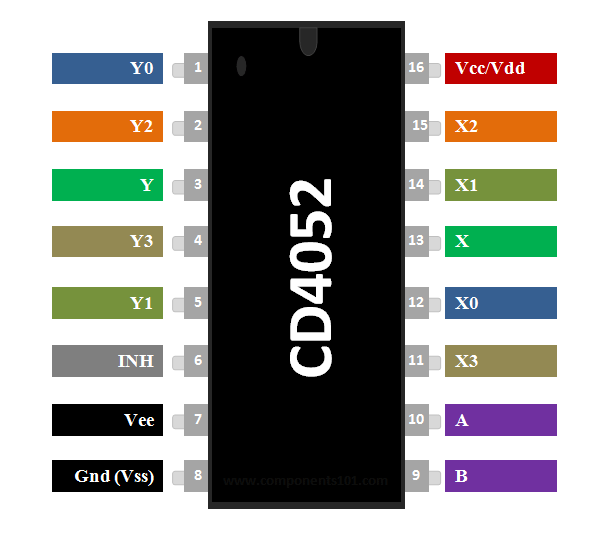 Y0 1 16 Vcc/Vdd
Y2 2 15 X2
Y 3 14 X1
Y3 4 13 X
Y1 5 12 X0
INH 6 11 X3
Vee 7 10 A
Gnd (Vss) 8 9 B
CD4052
www.components101.com